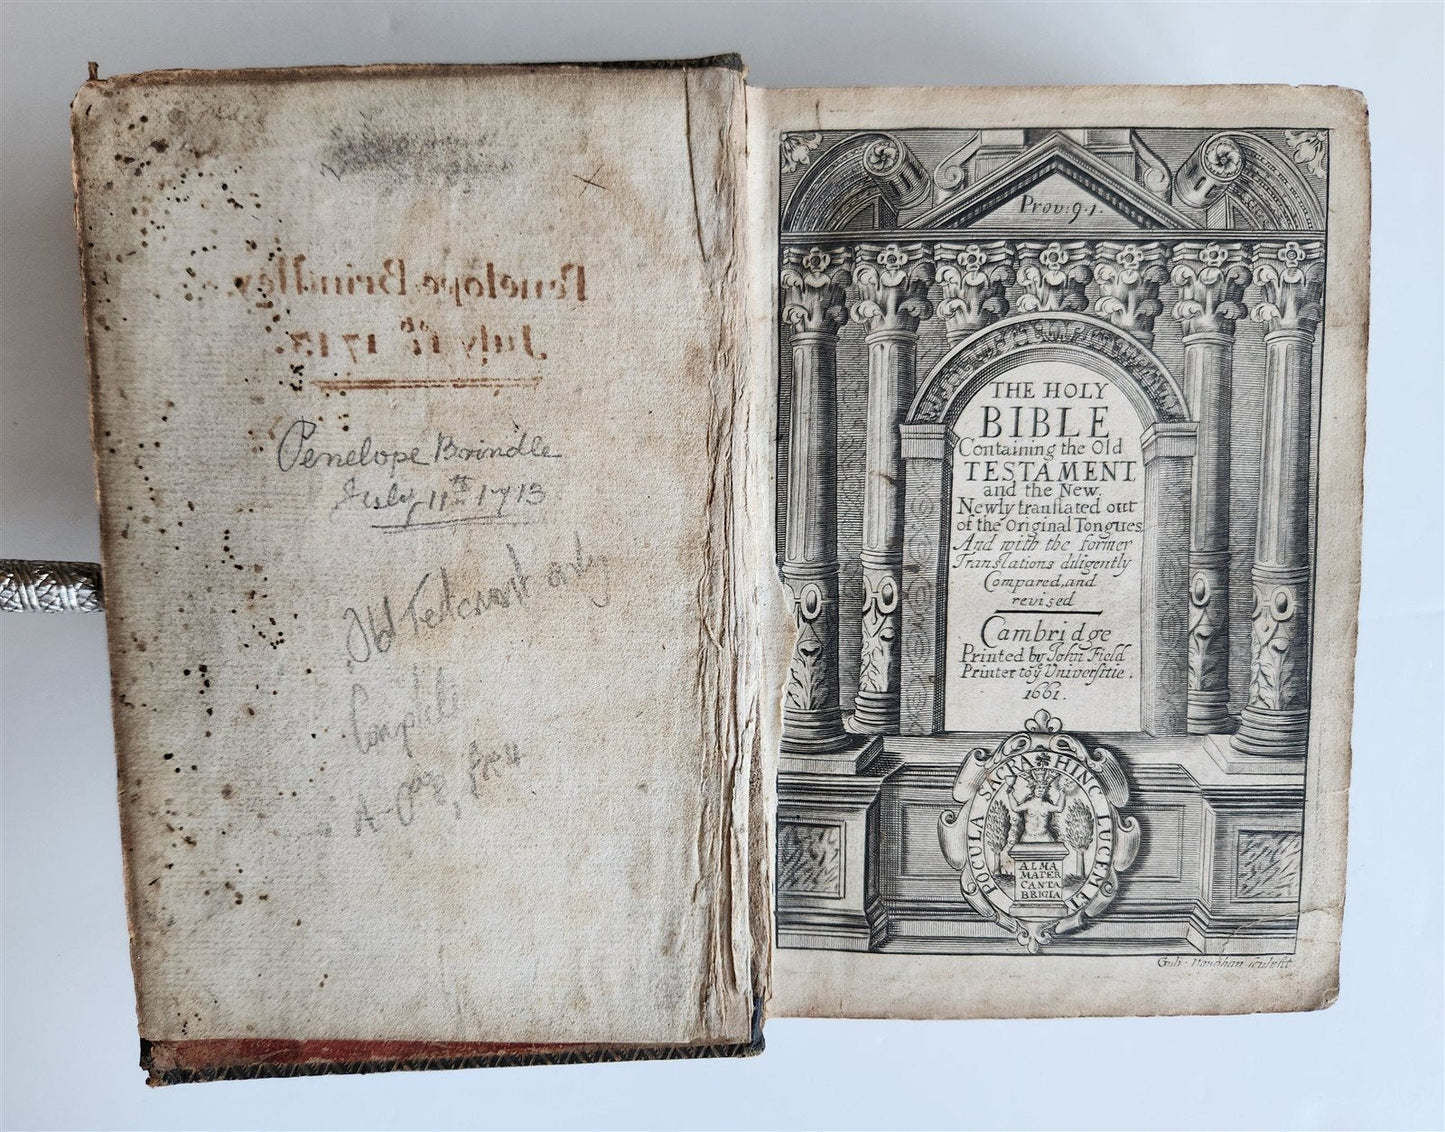 Penelope Brindley
July 11th 1713.
Penelope Brindle
July 11th 1713
Old Testament only
Complete
Prov: 9. 1.
THE HOLY
BIBLE
Containing the Old
TESTAMENT,
and the New.
Newly translated out
of the Original Tongues
And with the former
Translations diligently
Compared, and
revised
Cambridge
Printed by John Field
Printer to yͤ Universitie.
1661.
HINC LUCEM ET POCULA SACRA
ALMA
MATER
CANTA
BRIGIA
Gul: Vaughan sculpsit